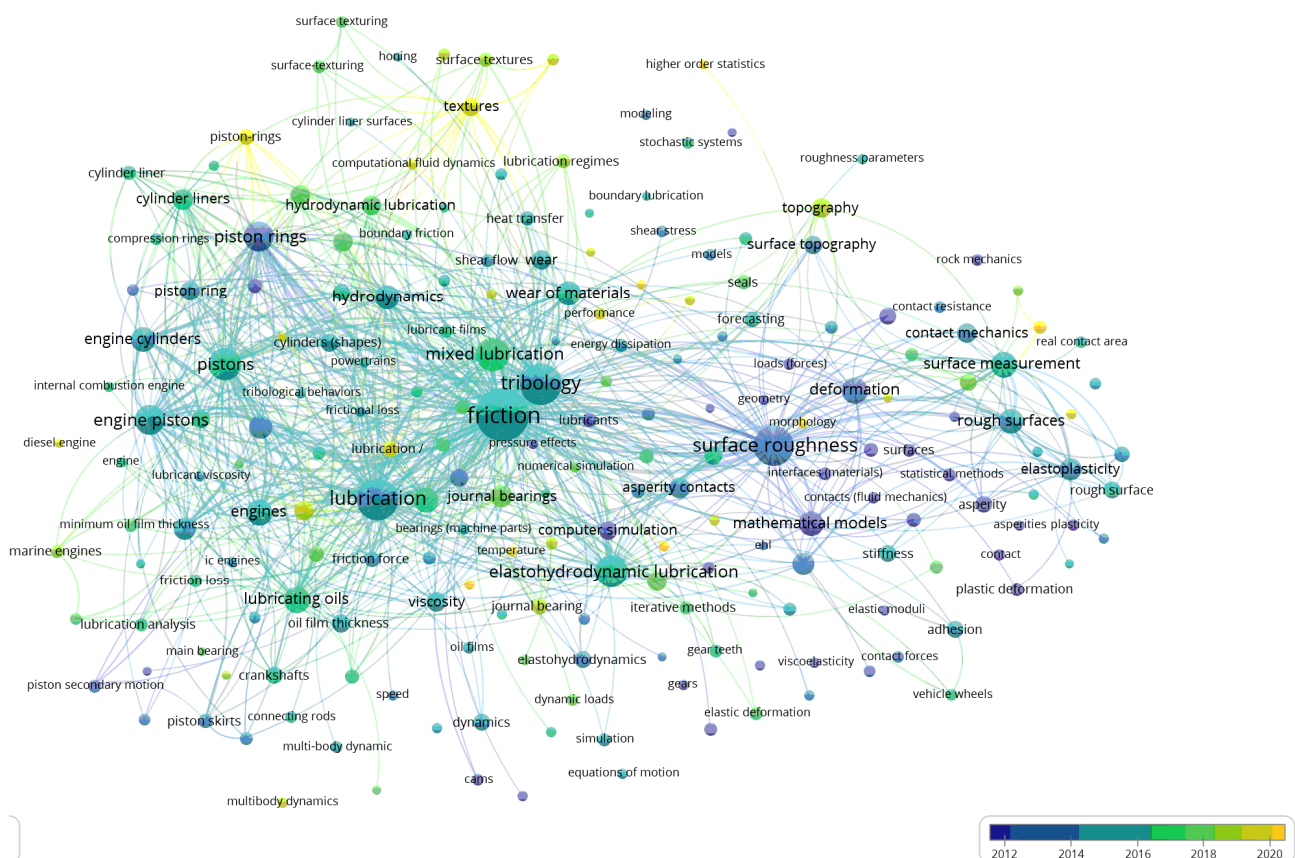 surface texturing
honing
surface-texturing
surface textures
higher order statistics
textures
modeling
cylinder liner surfaces
piston-rings
stochastic systems
computational fluid dynamics
lubrication regimes
roughness parameters
cylinder liner
cylinder liners
boundary lubrication
hydrodynamic lubrication
topography
heat transfer
compression rings
piston rings
boundary friction
shear stress
surface topography
models
shear flow
wear
rock mechanics
seals
piston ring
hydrodynamics
wear of materials
contact resistance
performance
forecasting
lubricant films
contact mechanics
engine cylinders
cylinders (shapes)
energy dissipation
real contact area
mixed lubrication
powertrains
pistons
loads (forces)
surface measurement
internal combustion engine
tribology
tribological behaviors
deformation
geometry
frictional loss
friction
engine pistons
lubricants
morphology
rough surfaces
diesel engine
lubrication /
pressure effects
surface roughness
surfaces
engine
numerical simulation
lubricant viscosity
interfaces (materials)
statistical methods
elastoplasticity
asperity contacts
rough surface
lubrication
journal bearings
contacts (fluid mechanics)
asperity
engines
minimum oil film thickness
bearings (machine parts)
computer simulation
mathematical models
asperities plasticity
marine engines
temperature
ehl
ic engines
friction force
stiffness
contact
elastohydrodynamic lubrication
friction loss
plastic deformation
lubricating oils
viscosity
journal bearing
iterative methods
elastic moduli
lubrication analysis
oil film thickness
adhesion
main bearing
oil films
gear teeth
elastohydrodynamics
viscoelasticity
contact forces
crankshafts
piston secondary motion
gears
speed
dynamic loads
vehicle wheels
elastic deformation
piston skirts
connecting rods
dynamics
multi-body dynamic
simulation
equations of motion
cams
multibody dynamics
2012 2014 2016 2018 2020